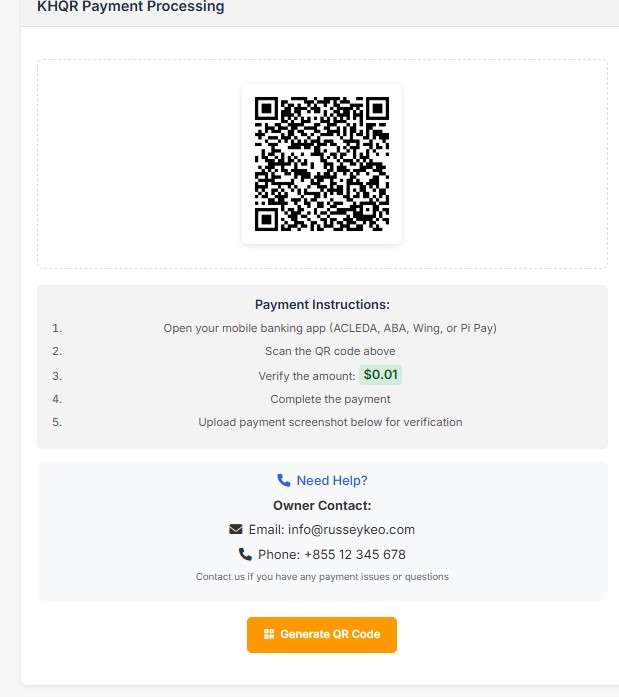 KHQR Payment Processing
Payment Instructions:
1. Open your mobile banking app (ACLEDA, ABA, Wing, or Pi Pay)
2. Scan the QR code above
3. Verify the amount: $0.01
4. Complete the payment
5. Upload payment screenshot below for verification
Need Help?
Owner Contact:
Email: info@russeykeo.com
Phone: +855 12 345 678
Contact us if you have any payment issues or questions
Generate QR Code